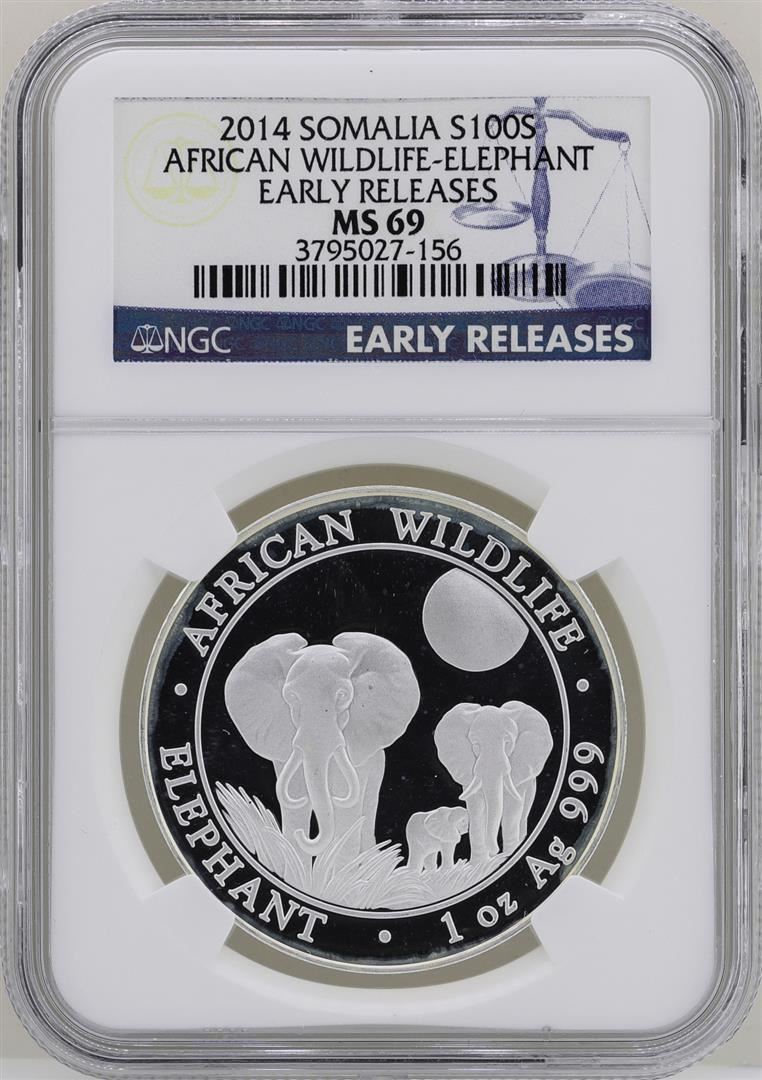 2014 SOMALIA S100S
AFRICAN WILDLIFE-ELEPHANT
EARLY RELEASES
MS 69
3795027-156
NGC
EARLY RELEASES
AFRICAN WILDLIFE
ELEPHANT • 1 oz Ag 999